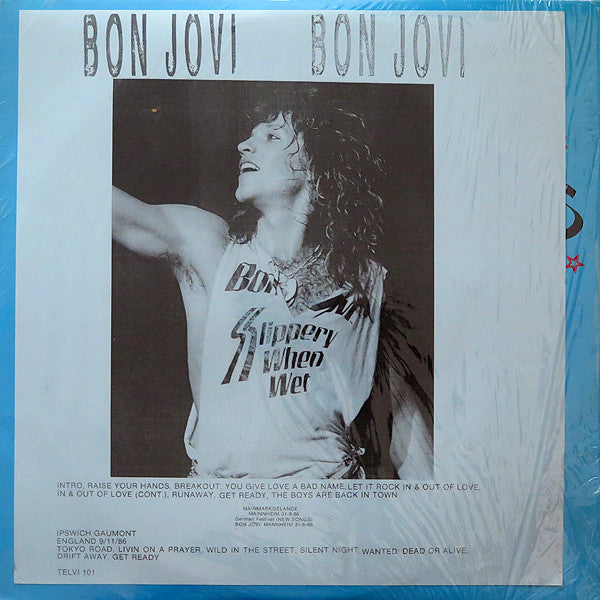 BON JOVI BON JOVI
BON
Slippery
When
Wet
INTRO, RAISE YOUR HANDS, BREAKOUT, YOU GIVE LOVE A BAD NAME, LET IT ROCK IN & OUT OF LOVE,
IN & OUT OF LOVE (CONT.), RUNAWAY, GET READY, THE BOYS ARE BACK IN TOWN
MAINMARKGELANDE
MAINNHEIM 31-8-86
German Festival (NEW SONGS)
BON JOVI: MANNHEIM 31-8-86.
IPSWICH GAUMONT
ENGLAND 9/11/86
TOKYO ROAD, LIVIN ON A PRAYER, WILD IN THE STREET, SILENT NIGHT, WANTED: DEAD OR ALIVE,
DRIFT AWAY, GET READY
TELVI 101
S